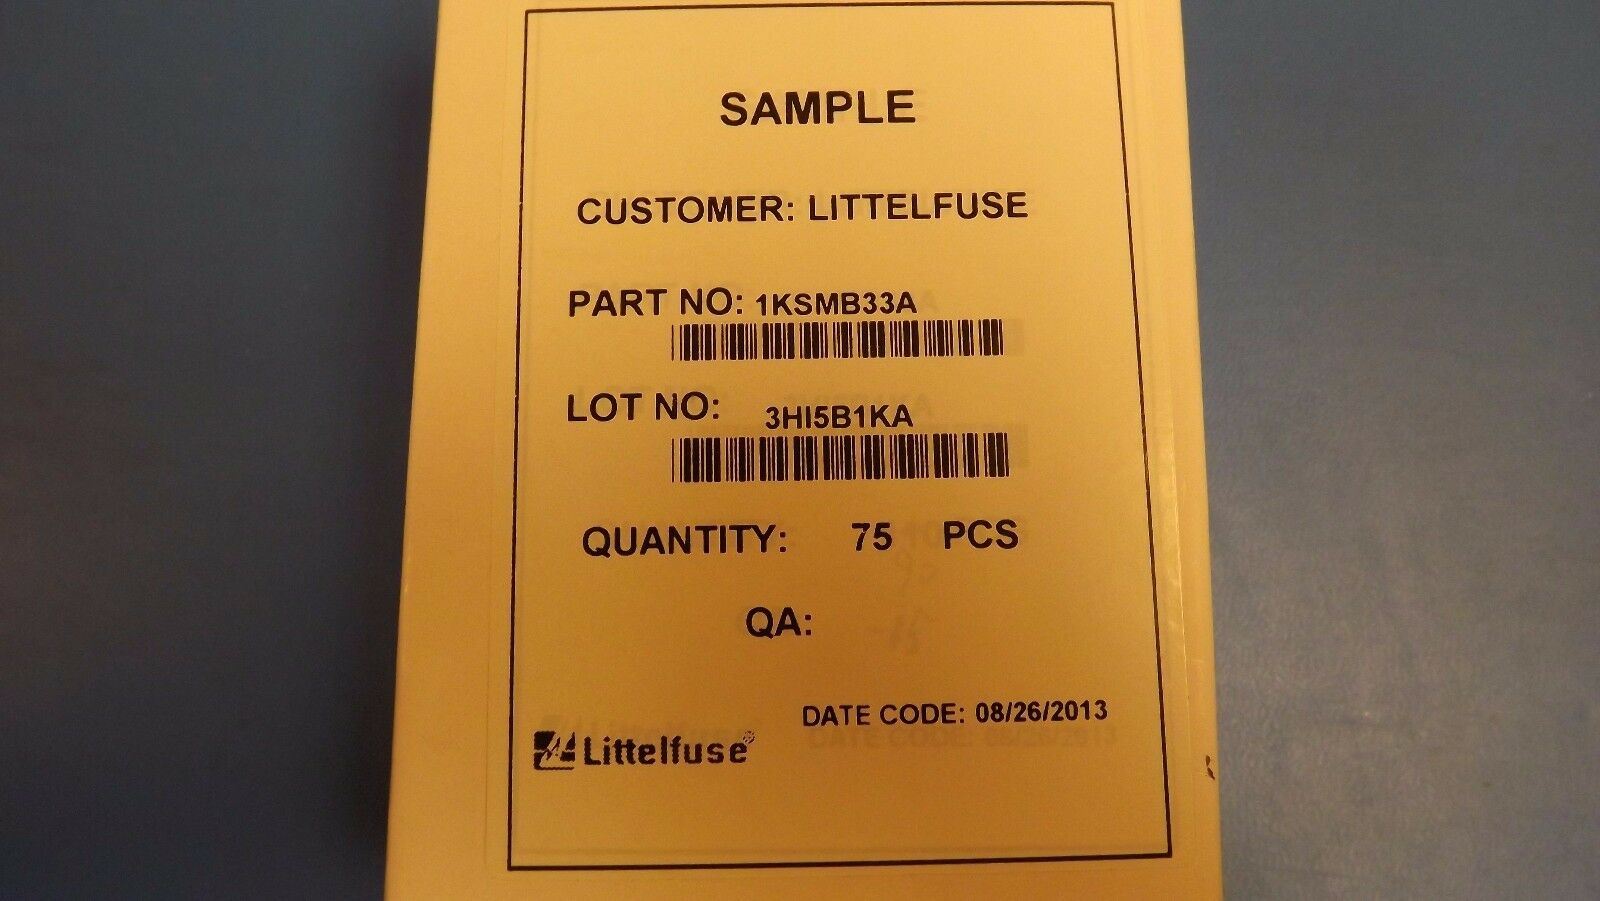 SAMPLE
CUSTOMER: LITTELFUSE
PART NO: 1KSMB33A
LOT NO: 3HI5B1KA
QUANTITY: 75 PCS
QA:
DATE CODE: 08/26/2013
Littelfuse®